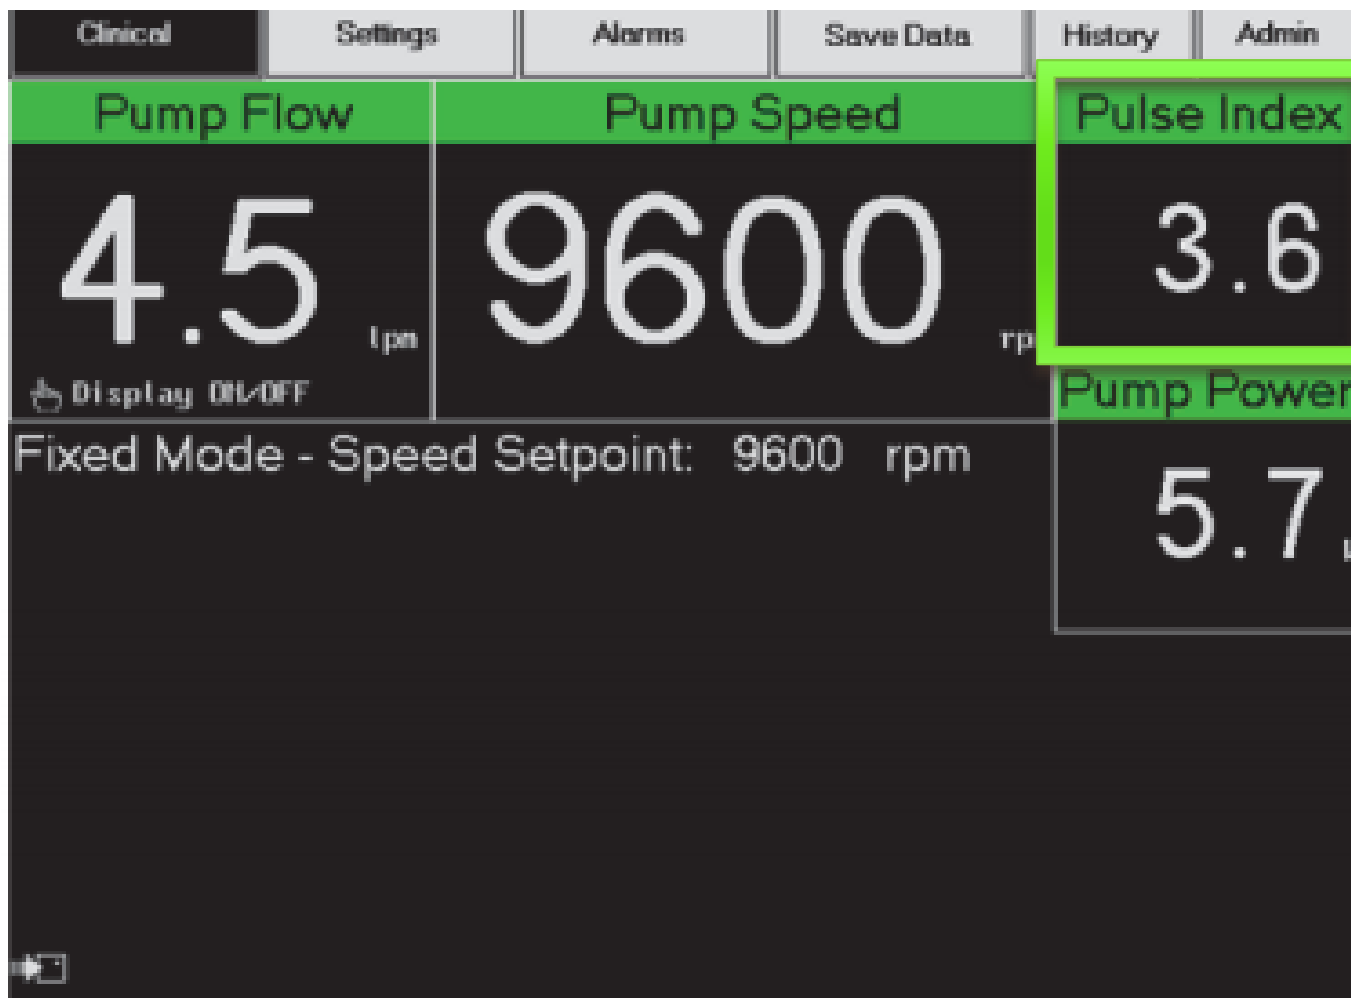 Clinical Settings Alarms Save Data History Admin
Pump Flow Pump Speed Pulse Index
4.5 lpm 9600 3.6
Display ON/OFF
Pump Power
Fixed Mode - Speed Setpoint: 9600 rpm
5.7